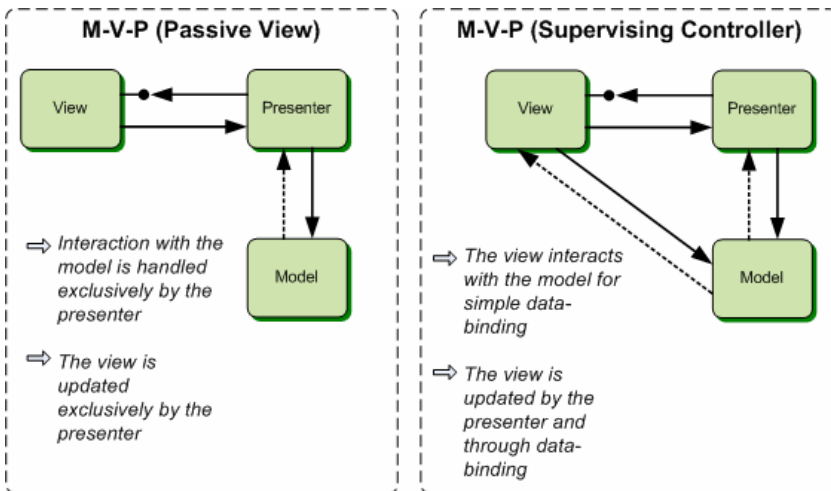 M-V-P (Passive View)
View
Presenter
Model
Interaction with the
model is handled
exclusively by the
presenter
The view is
updated
exclusively by the
presenter
M-V-P (Supervising Controller)
View
Presenter
Model
The view interacts
with the model for
simple data-
binding
The view is
updated by the
presenter and
through data-
binding